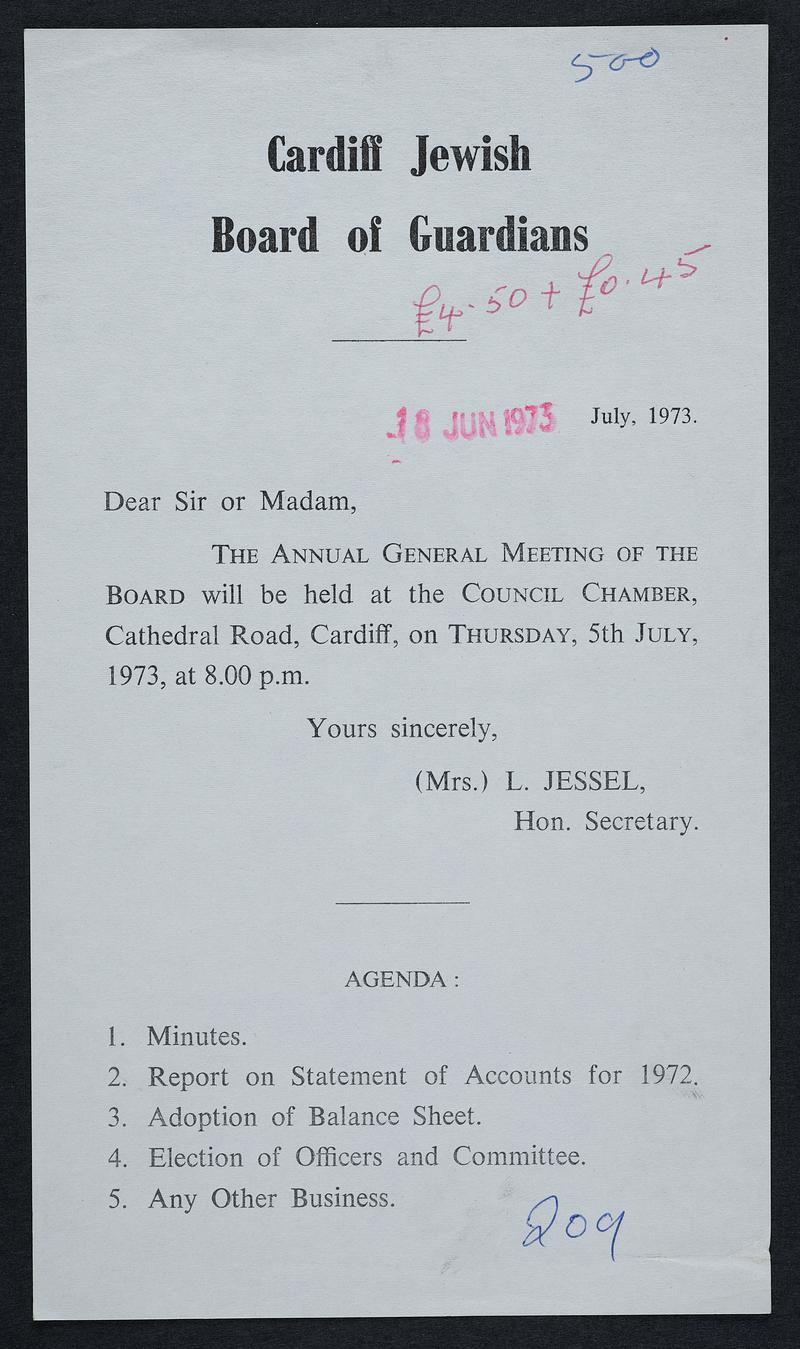 500
Cardiff Jewish
Board of Guardians
£4.50 + £0.45
18 JUN 1973 July, 1973.
Dear Sir or Madam,
THE ANNUAL GENERAL MEETING OF THE
BOARD will be held at the COUNCIL CHAMBER,
Cathedral Road, Cardiff, on THURSDAY, 5th JULY,
1973, at 8.00 p.m.
Yours sincerely,
(Mrs.) L. JESSEL,
Hon. Secretary.
AGENDA :
1. Minutes.
2. Report on Statement of Accounts for 1972.
3. Adoption of Balance Sheet.
4. Election of Officers and Committee.
5. Any Other Business.
209